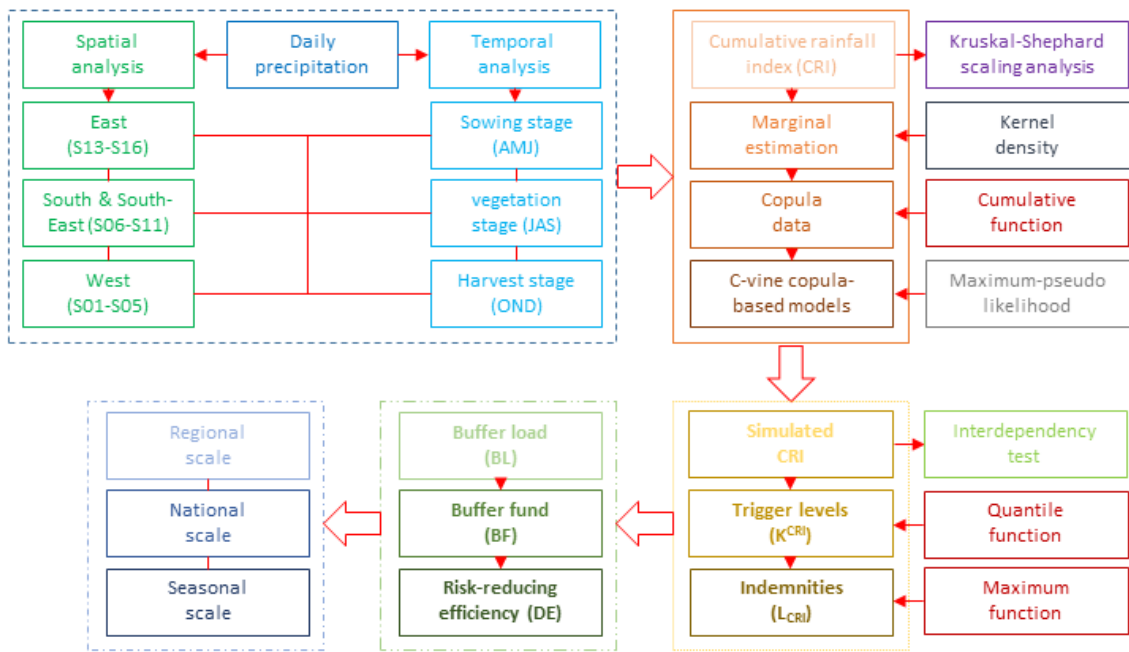 Spatial
analysis
Daily
precipitation
Temporal
analysis
East
(S13-S16)
Sowing stage
(AMJ)
South & South-
East (S06-S11)
vegetation
stage (JAS)
West
(S01-S05)
Harvest stage
(OND)
Cumulative rainfall
index (CRI)
Kruskal-Shephard
scaling analysis
Marginal
estimation
Kernel
density
Copula
data
Cumulative
function
C-vine copula-
based models
Maximum-pseudo
likelihood
Regional
scale
National
scale
Seasonal
scale
Buffer load
(BL)
Buffer fund
(BF)
Risk-reducing
efficiency (DE)
Simulated
CRI
Interdependency
test
Trigger levels
(K^CRI)
Quantile
function
Indemnities
(L_CRI)
Maximum
function